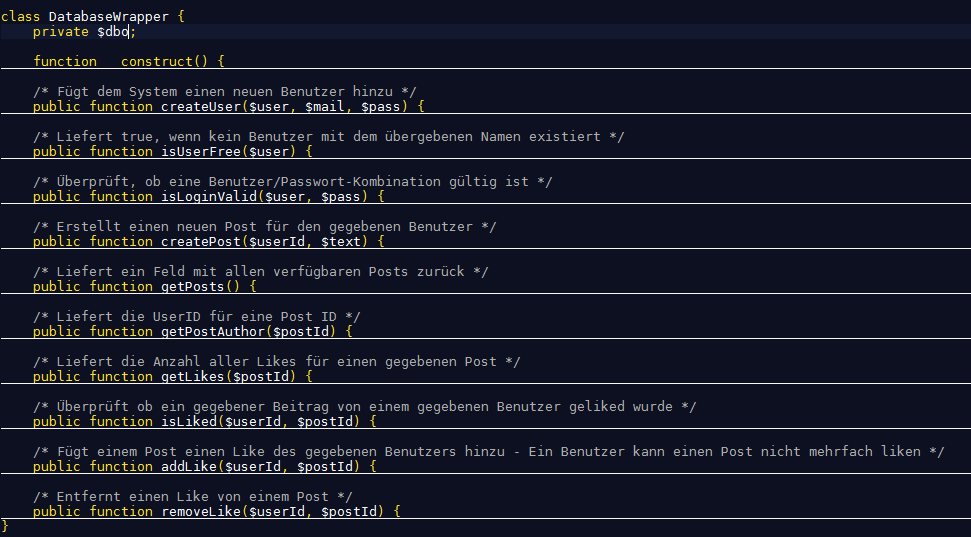 class DatabaseWrapper {
    private $dbo;
    function __construct() {
    /* Fügt dem System einen neuen Benutzer hinzu */
    public function createUser($user, $mail, $pass) {
    /* Liefert true, wenn kein Benutzer mit dem übergebenen Namen existiert */
    public function isUserFree($user) {
    /* Überprüft, ob eine Benutzer/Passwort-Kombination gültig ist */
    public function isLoginValid($user, $pass) {
    /* Erstellt einen neuen Post für den gegebenen Benutzer */
    public function createPost($userId, $text) {
    /* Liefert ein Feld mit allen verfügbaren Posts zurück */
    public function getPosts() {
    /* Liefert die UserID für eine Post ID */
    public function getPostAuthor($postId) {
    /* Liefert die Anzahl aller Likes für einen gegebenen Post */
    public function getLikes($postId) {
    /* Überprüft ob ein gegebener Beitrag von einem gegebenen Benutzer geliked wurde */
    public function isLiked($userId, $postId) {
    /* Fügt einem Post einen Like des gegebenen Benutzers hinzu - Ein Benutzer kann einen Post nicht mehrfach liken */
    public function addLike($userId, $postId) {
    /* Entfernt einen Like von einem Post */
    public function removeLike($userId, $postId) {
}